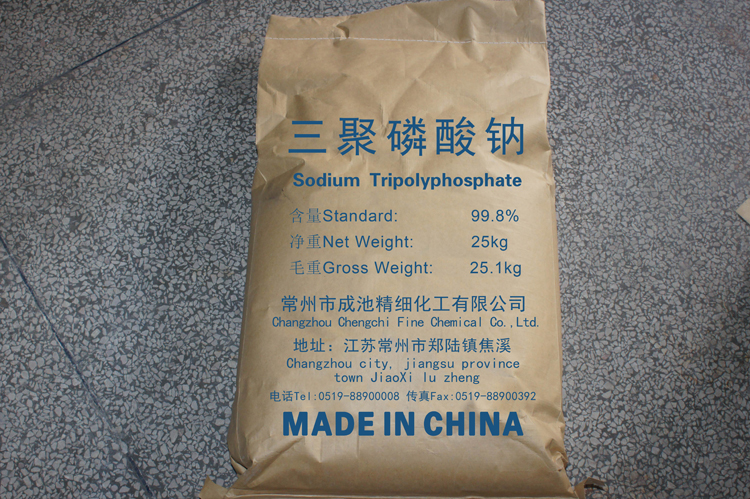 三聚磷酸钠
Sodium Tripolyphosphate
含量Standard: 99.8%
净重Net Weight: 25kg
毛重Gross Weight: 25.1kg
常州市成池精细化工有限公司
Changzhou Chengchi Fine Chemical Co.,Ltd.
地址：江苏常州市郑陆镇焦溪
Changzhou city, jiangsu province
town JiaoXi lu zheng
电话Tel:0519-88900008 传真Fax:0519-88900392
MADE IN CHINA